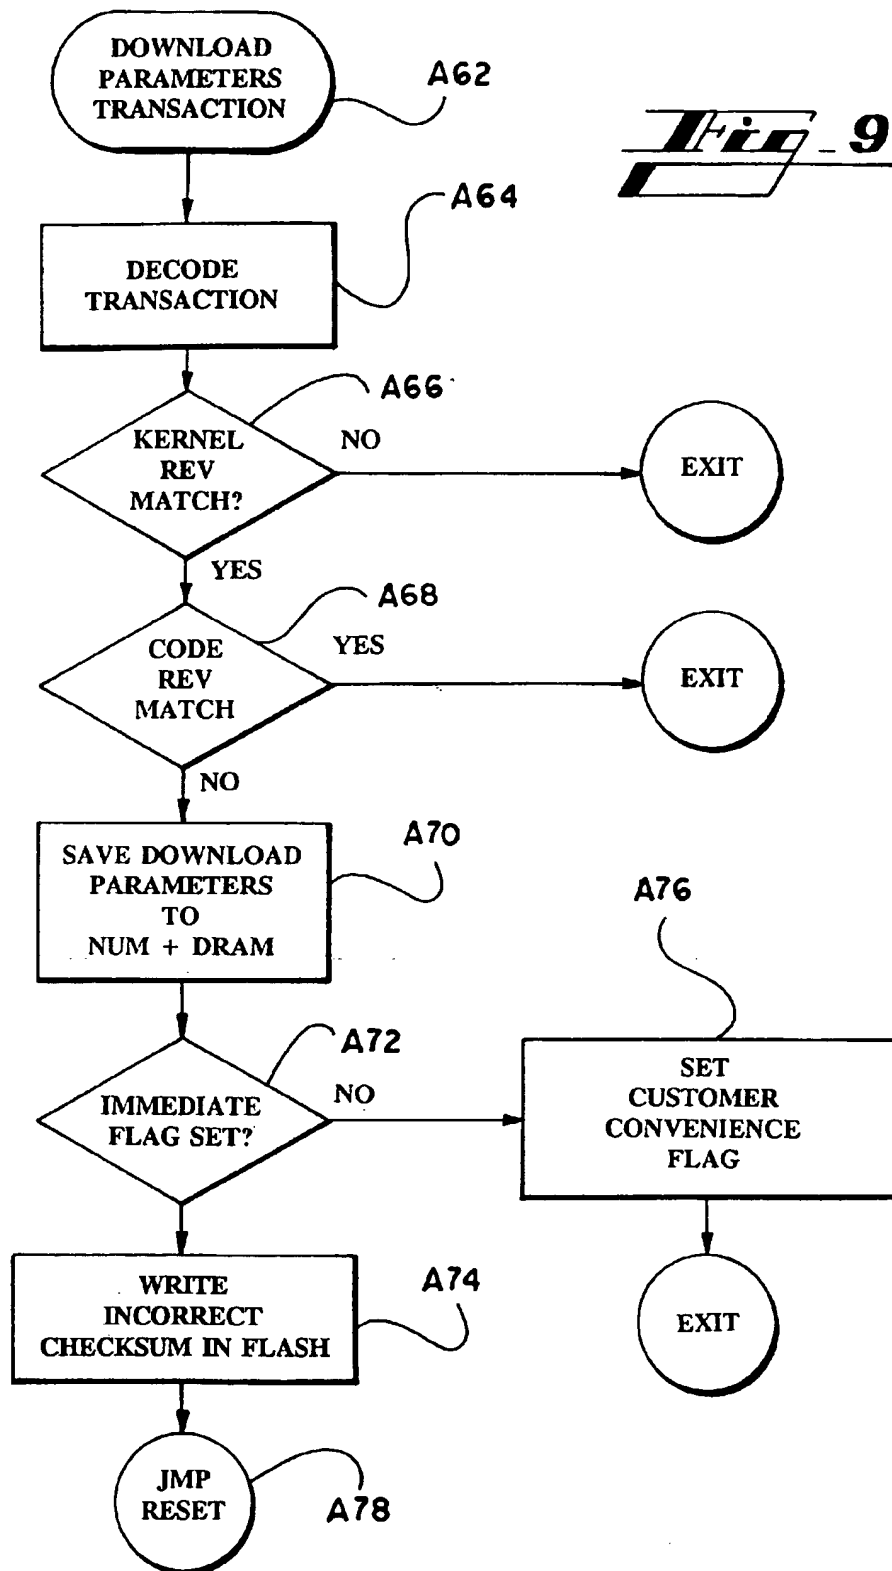 DOWNLOAD
PARAMETERS
TRANSACTION
A62
Fig_9
A64
DECODE
TRANSACTION
A66
KERNEL
REV
MATCH?
NO
EXIT
YES
A68
CODE
REV
MATCH
YES
EXIT
NO
A70
SAVE DOWNLOAD
PARAMETERS
TO
NUM + DRAM
A76
A72
IMMEDIATE
FLAG SET?
NO
SET
CUSTOMER
CONVENIENCE
FLAG
A74
WRITE
INCORRECT
CHECKSUM IN FLASH
EXIT
JMP
RESET
A78